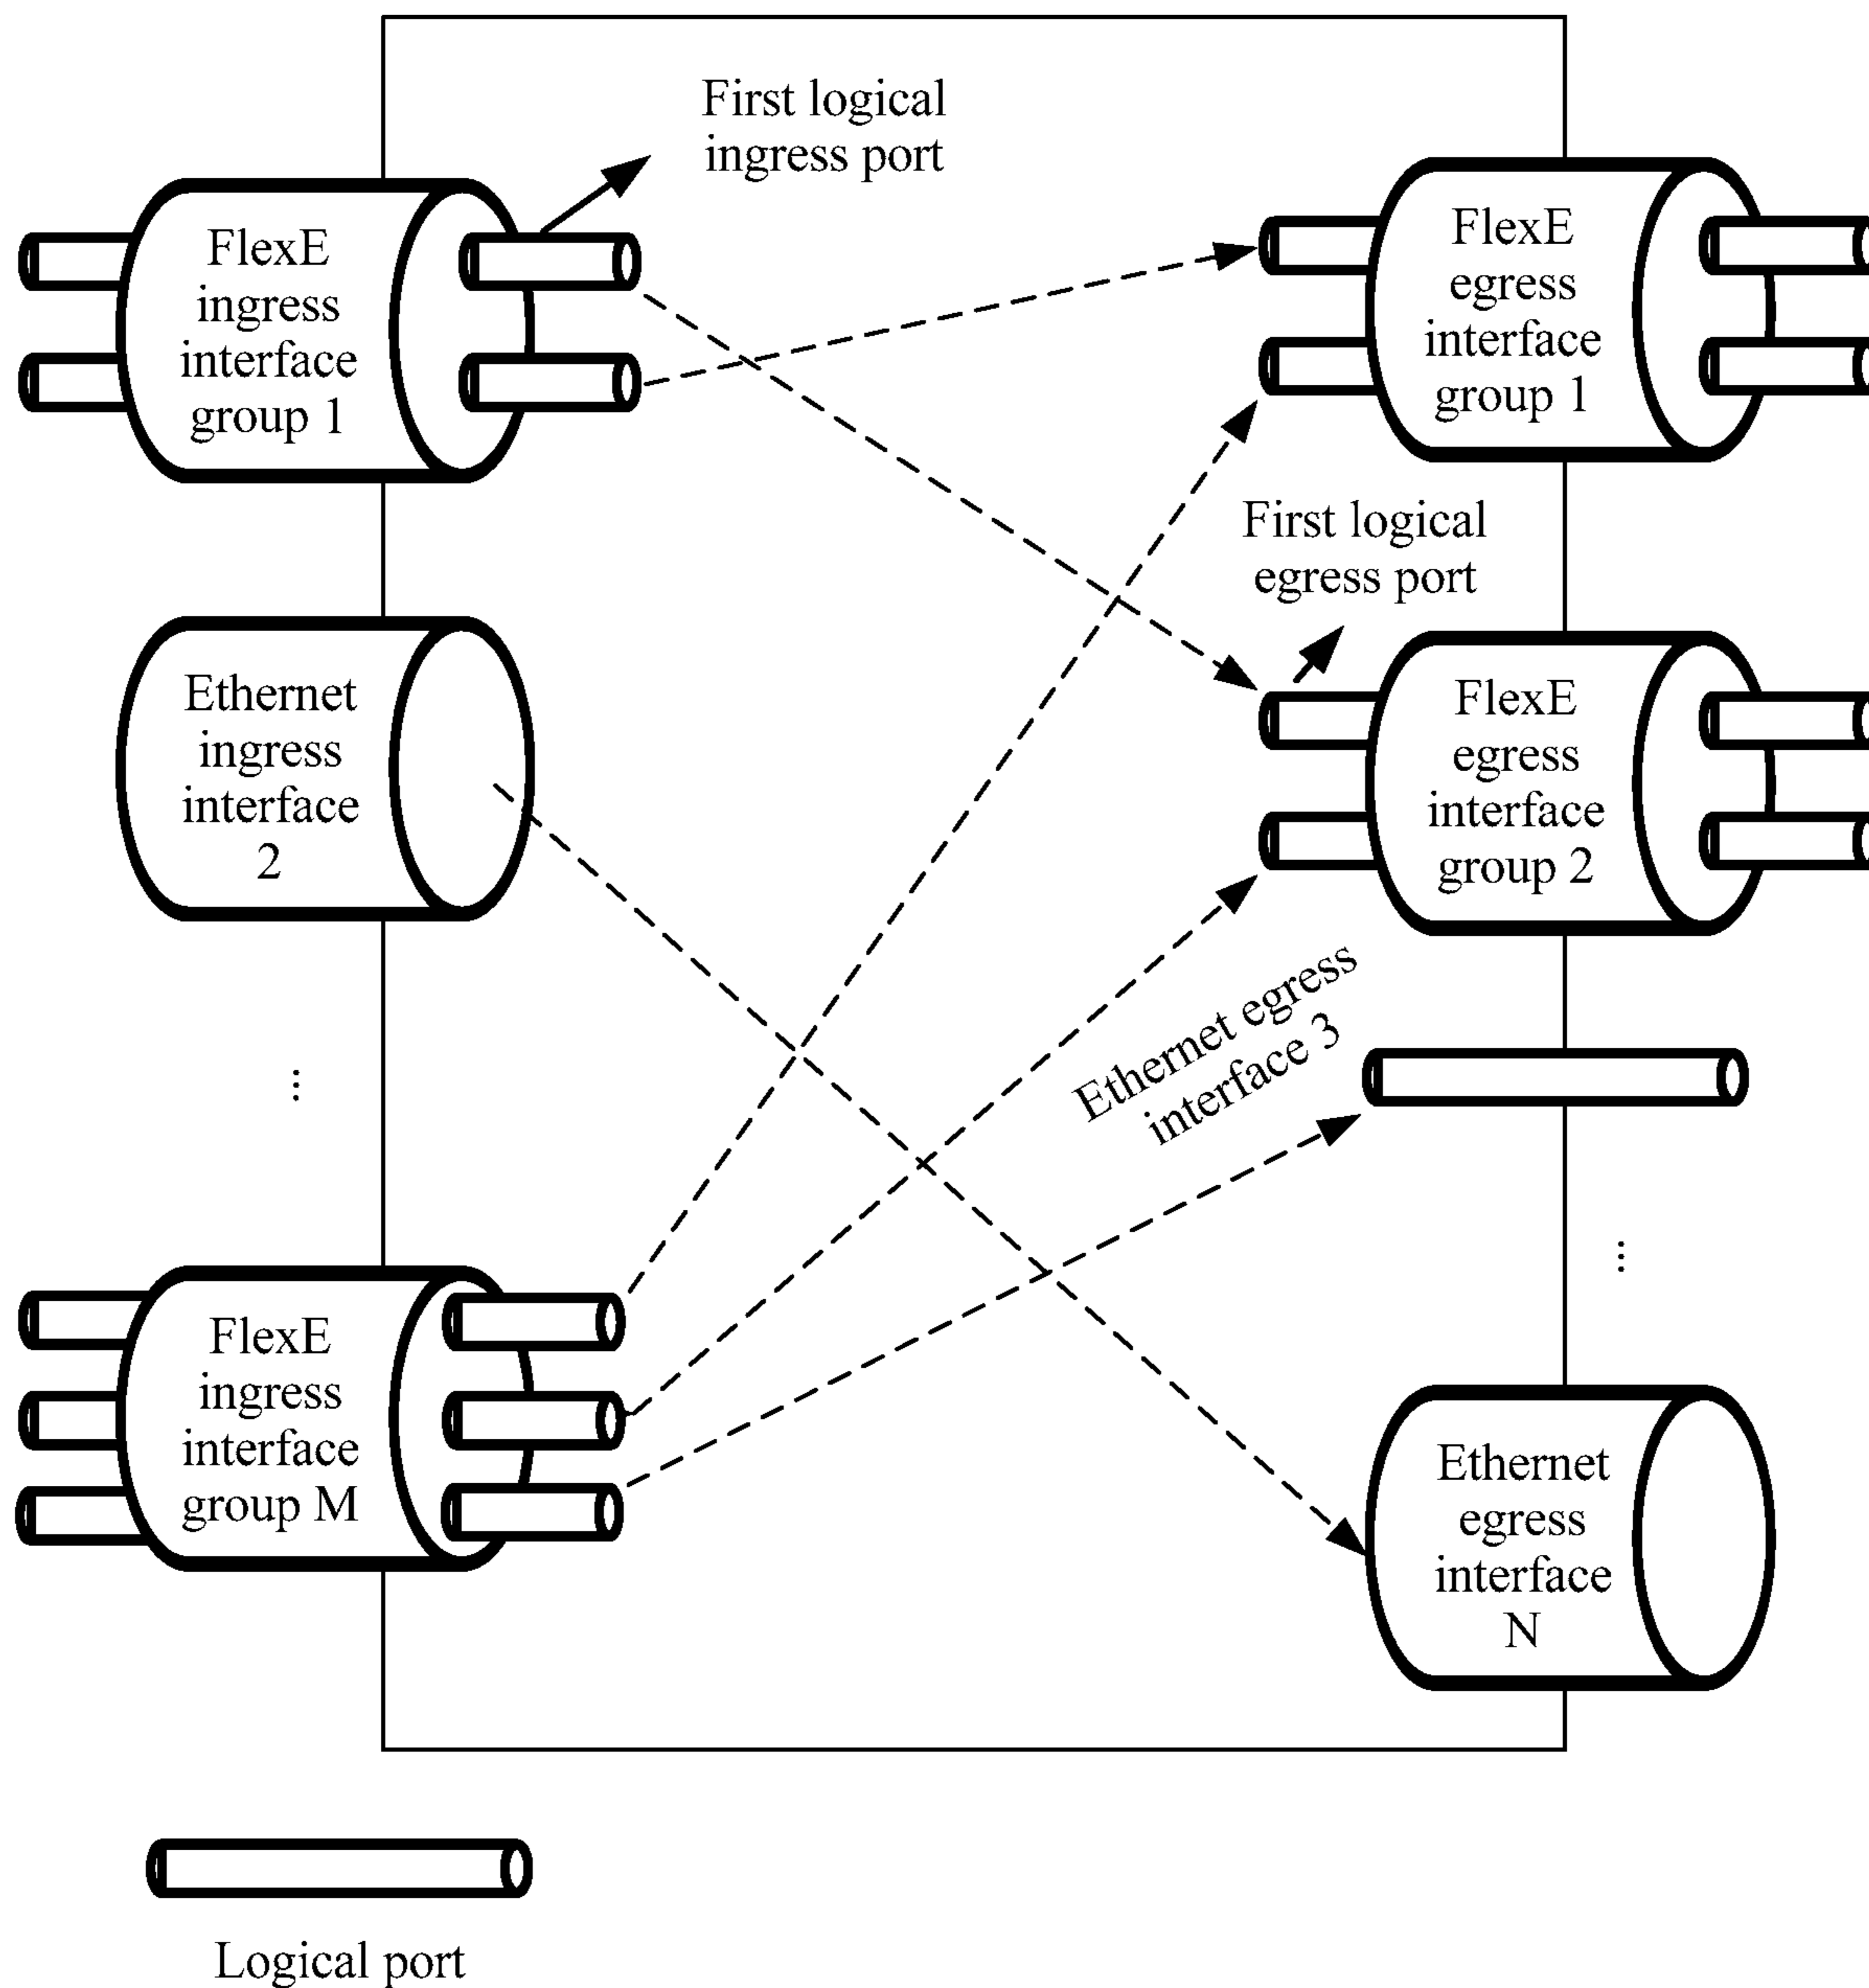 First logical
ingress port
FlexE
ingress
interface
group 1
FlexE
egress
interface
group 1
First logical
egress port
Ethernet
ingress
interface
2
FlexE
egress
interface
group 2
Ethernet egress
interface 3
...
...
FlexE
ingress
interface
group M
Ethernet
egress
interface
N
Logical port